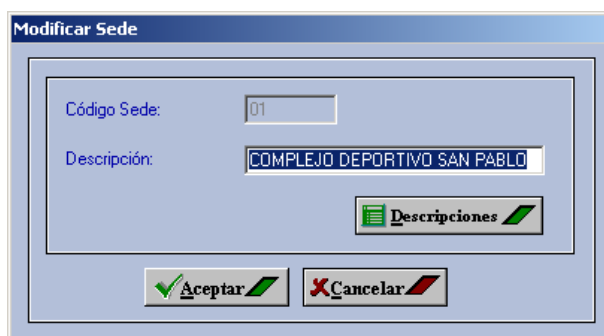 Modificar Sede
Código Sede: 01
Descripción: COMPLEJO DEPORTIVO SAN PABLO
Descripciones
Aceptar Cancelar